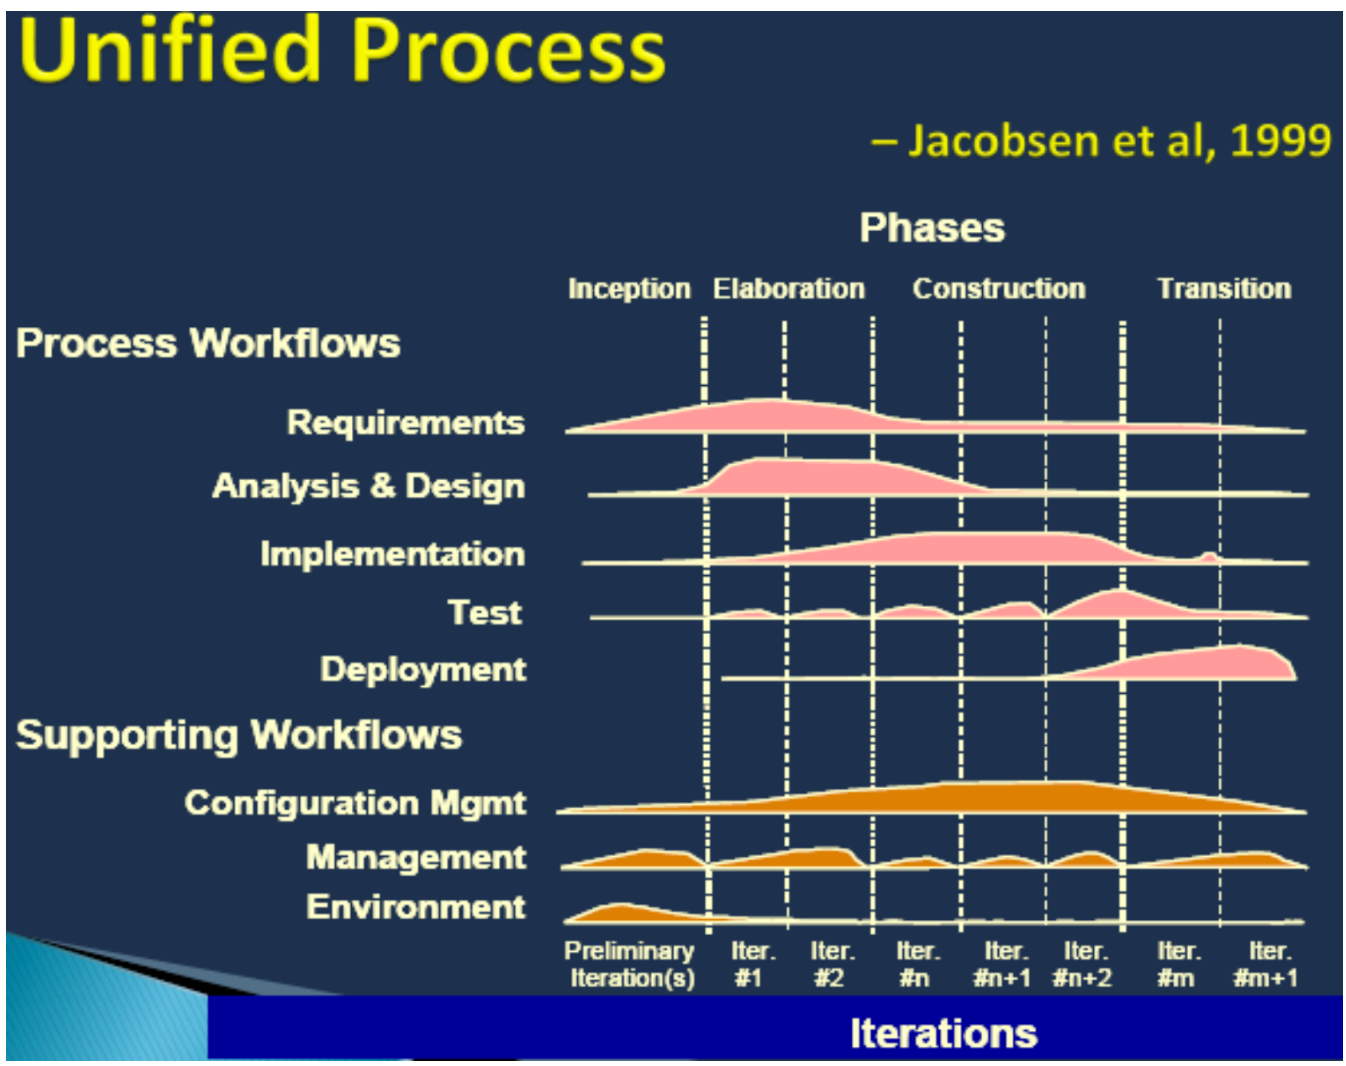 Unified Process
– Jacobsen et al, 1999
Phases
Inception Elaboration Construction Transition
Process Workflows
Requirements
Analysis & Design
Implementation
Test
Deployment
Supporting Workflows
Configuration Mgmt
Management
Environment
Preliminary Iter. Iter. Iter. Iter. Iter. Iter. Iter.
Iteration(s) #1 #2 #n #n+1 #n+2 #m #m+1
Iterations